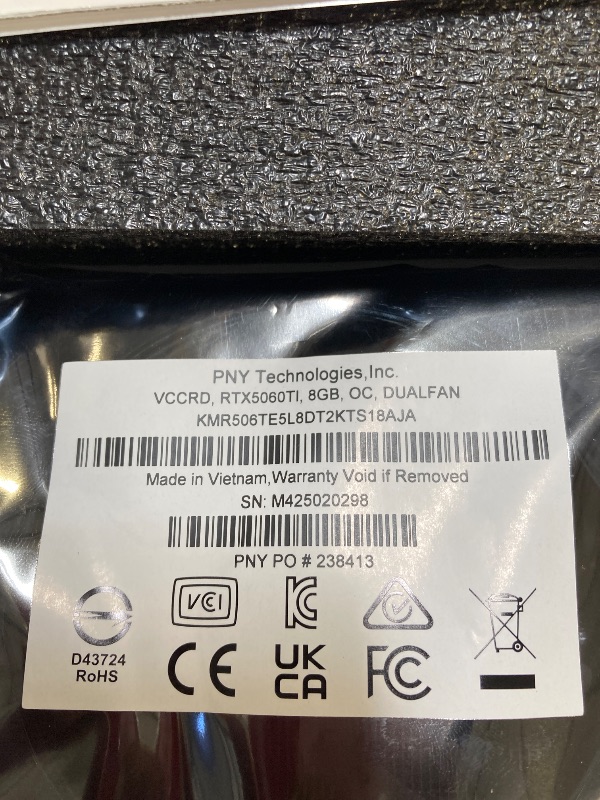 PNY Technologies,Inc.
VCCRD, RTX5060TI, 8GB, OC, DUALFAN
KMR506TE5L8DT2KTS18AJA
Made in Vietnam,Warranty Void if Removed
SN: M425020298
PNY PO # 238413
VCI
KC
D43724
RoHS
CE
UK
CA
FC